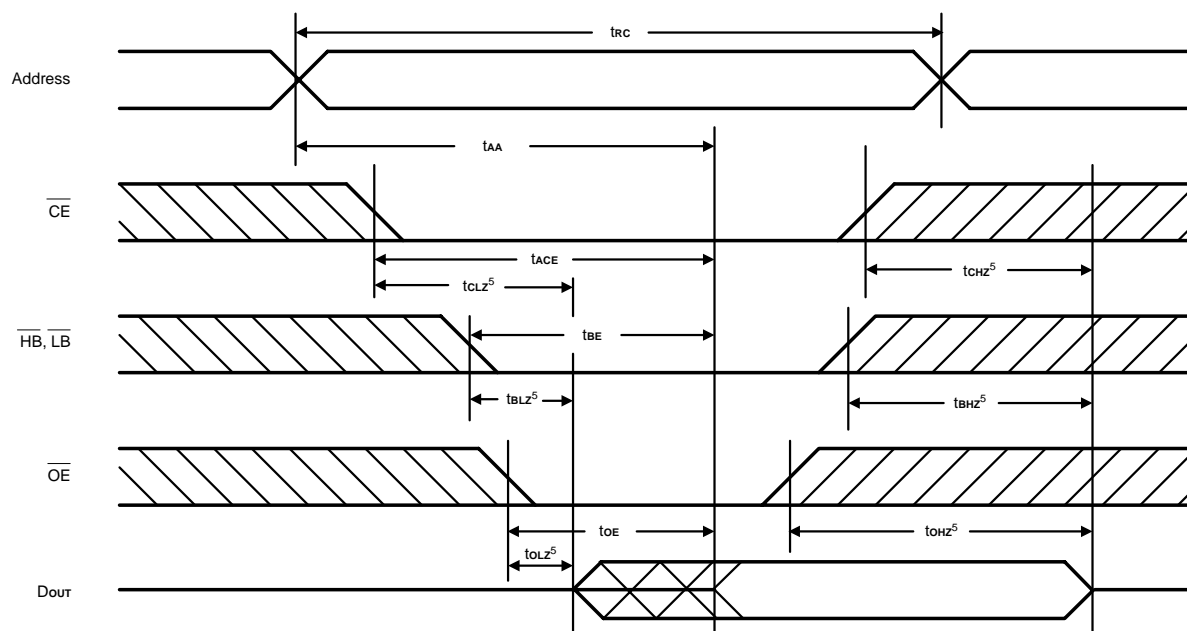 tRC
Address
tAA
CE
tACE
tCHZ5
tCLZ5
HB, LB
tBE
tBLZ5
tBHZ5
OE
tOE
tOHZ5
tOLZ5
DOUT